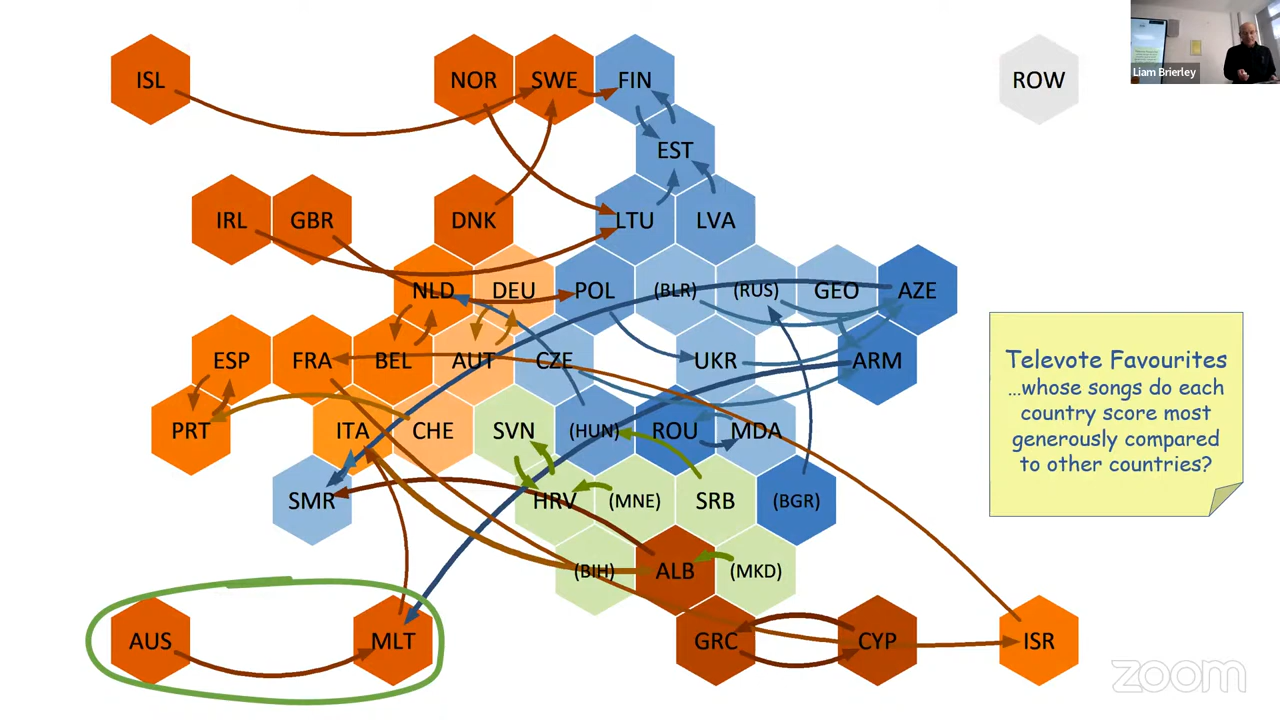 ISL
NOR
SWE
FIN
ROW
Liam Brierley
EST
IRL
GBR
DNK
LTU
LVA
NLD
DEU
POL
(BLR)
(RUS)
GEO
AZE
ESP
FRA
BEL
AUT
CZE
UKR
ARM
Televote Favourites
...whose songs do each
country score most
generously compared
to other countries?
PRT
ITA
CHE
SVN
(HUN)
ROU
MDA
SMR
HRV
(MNE)
SRB
(BGR)
(BIH)
ALB
(MKD)
AUS
MLT
GRC
CYP
ISR
zoom